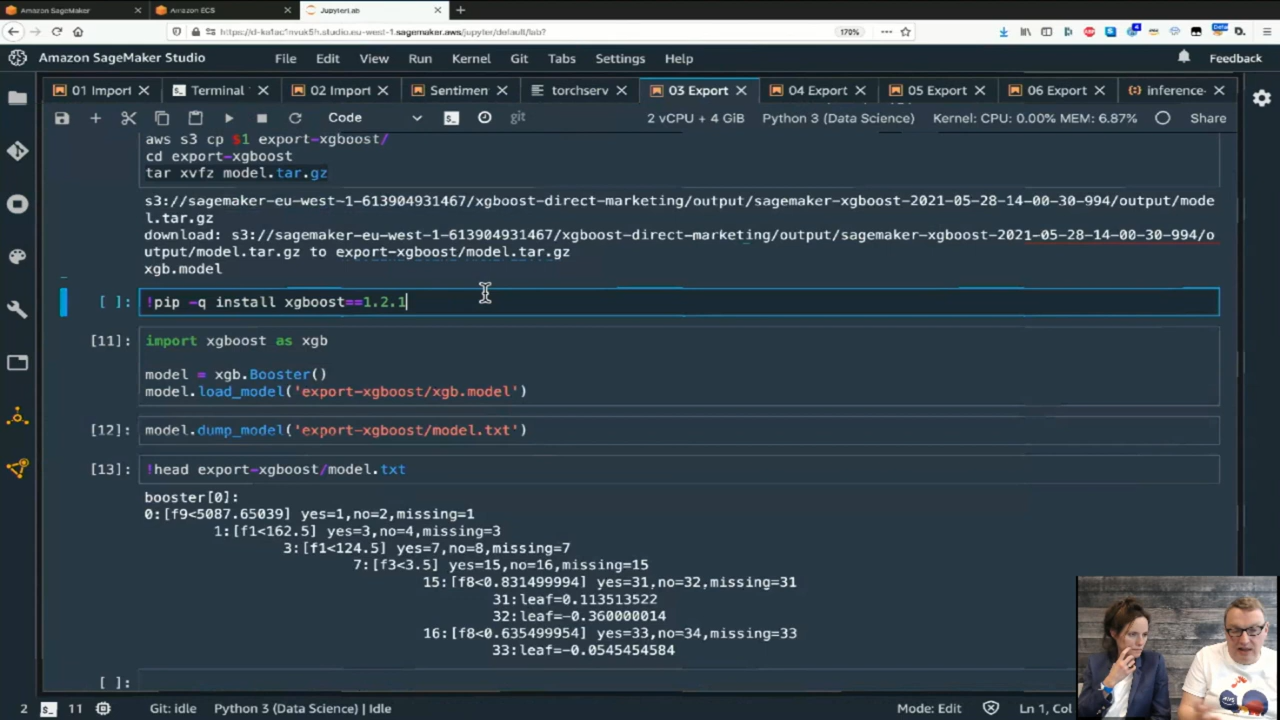 Amazon SageMaker
Amazon ECS
JupyterLab
170%
Amazon SageMaker Studio
File Edit View Run Kernel Git Tabs Settings Help
Feedback
01 Import
Terminal
02 Import
Sentimen
torchserv
03 Export
04 Export
05 Export
06 Export
inference-
Code
git
2 vCPU + 4 GiB
Python 3 (Data Science)
Kernel: CPU: 0.00% MEM: 6.87%
Share
aws s3 cp $1 export-xgboost/
cd export-xgboost
tar xvfz model.tar.gz
s3://sagemaker-eu-west-1-613904931467/xgboost-direct-marketing/output/sagemaker-xgboost-2021-05-28-14-00-30-994/output/mode
l.tar.gz
download: s3://sagemaker-eu-west-1-613904931467/xgboost-direct-marketing/output/sagemaker-xgboost-2021-05-28-14-00-30-994/o
utput/model.tar.gz to export-xgboost/model.tar.gz
xgb.model
[ ]: !pip -q install xgboost==1.2.1
[11]: import xgboost as xgb
model = xgb.Booster()
model.load_model('export-xgboost/xgb.model')
[12]: model.dump_model('export-xgboost/model.txt')
[13]: !head export-xgboost/model.txt
booster[0]:
0:[f9<5087.65039] yes=1,no=2,missing=1
1:[f1<162.5] yes=3,no=4,missing=3
3:[f1<124.5] yes=7,no=8,missing=7
7:[f3<3.5] yes=15,no=16,missing=15
15:[f8<0.831499994] yes=31,no=32,missing=31
31:leaf=0.113513522
32:leaf=-0.360000014
16:[f8<0.635499954] yes=33,no=34,missing=33
33:leaf=-0.0545454584
[ ]:
2
11
Git: idle
Python 3 (Data Science) | Idle
Mode: Edit
Ln 1, Col